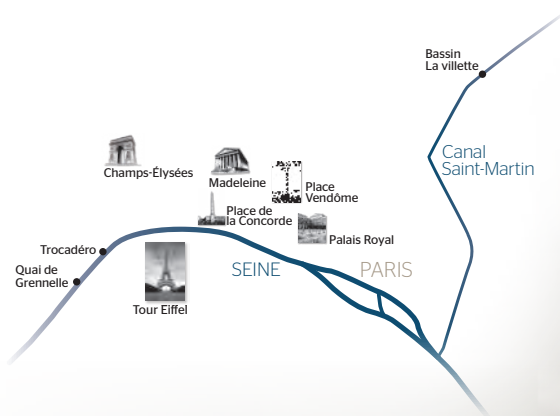 Bassin
La villette
Canal
Saint-Martin
Champs-Élysées
Madeleine
Place
Vendôme
Place de
la Concorde
Palais Royal
Trocadéro
Quai de
Grennelle
SEINE
PARIS
Tour Eiffel